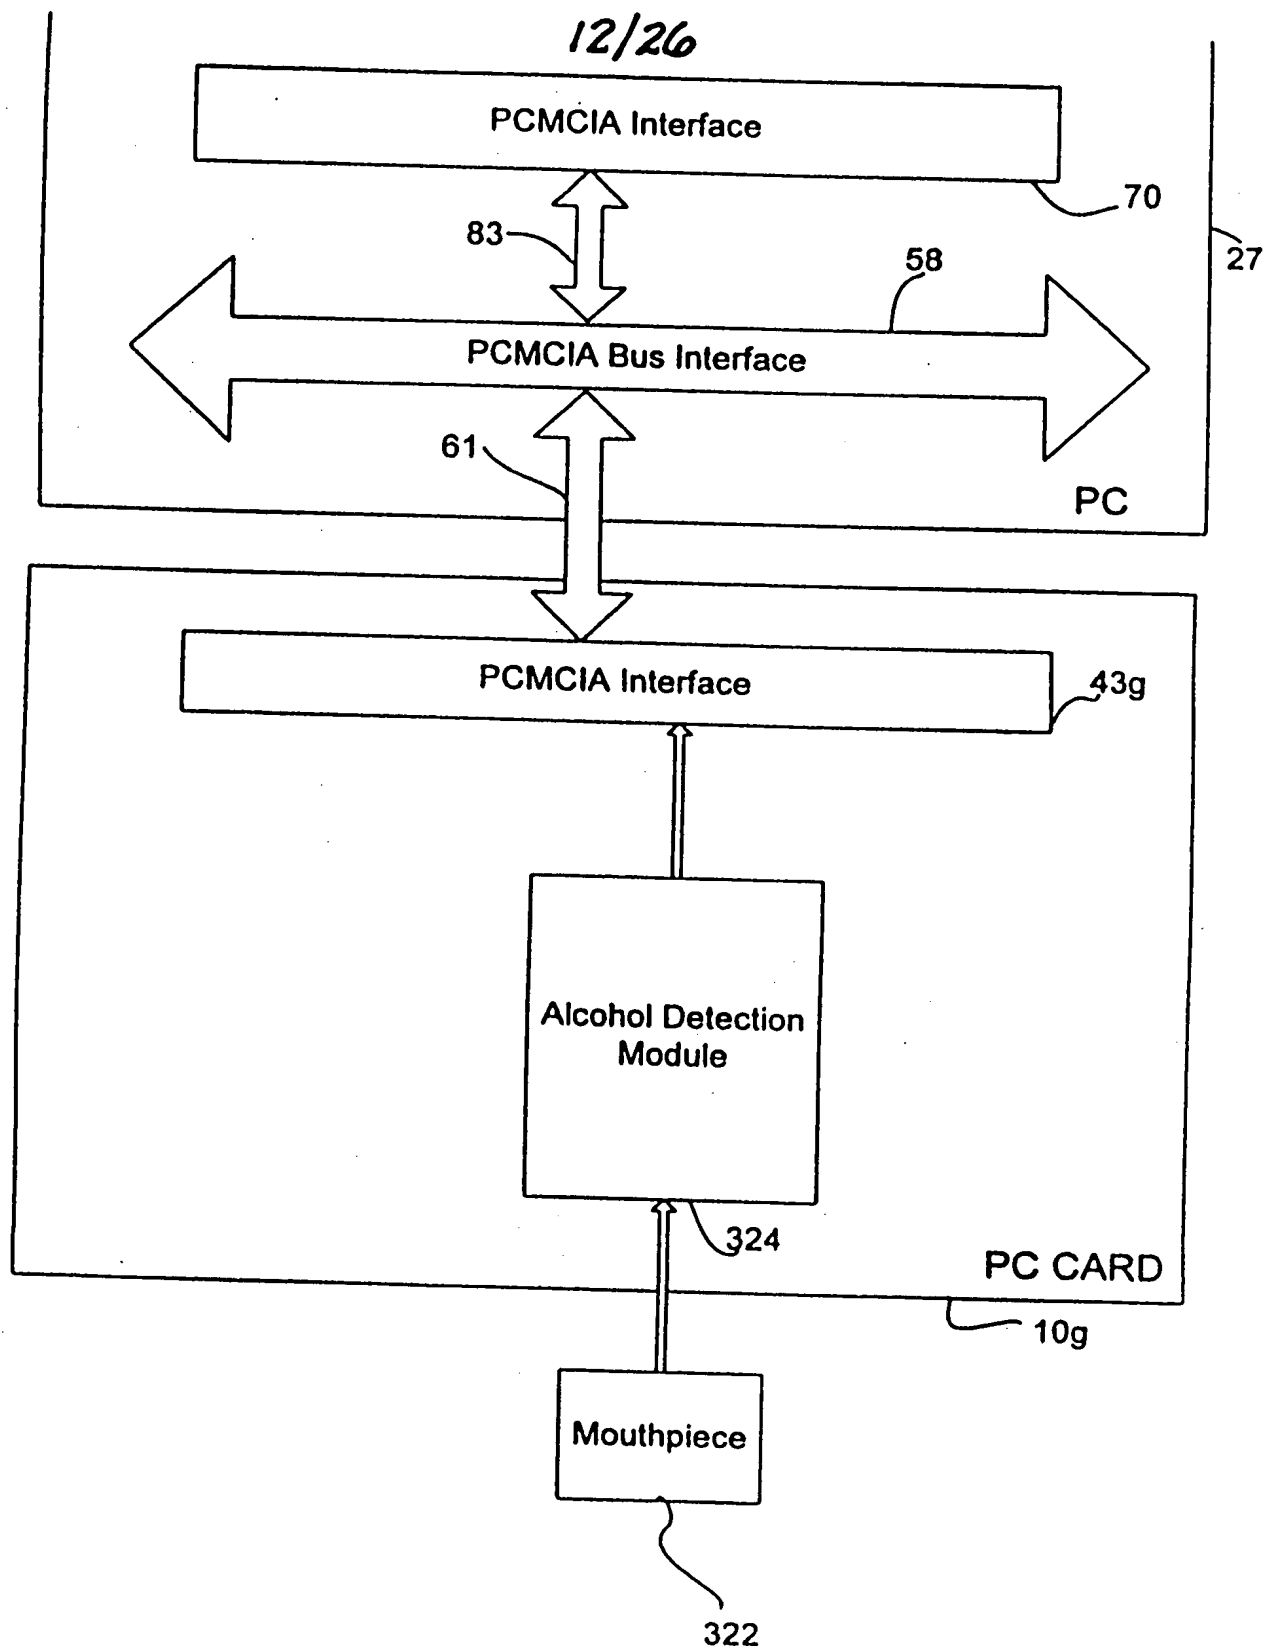 12/26
PCMCIA Interface
70
83
27
58
PCMCIA Bus Interface
61
PC
PCMCIA Interface
43g
Alcohol Detection
Module
324
PC CARD
10g
Mouthpiece
322